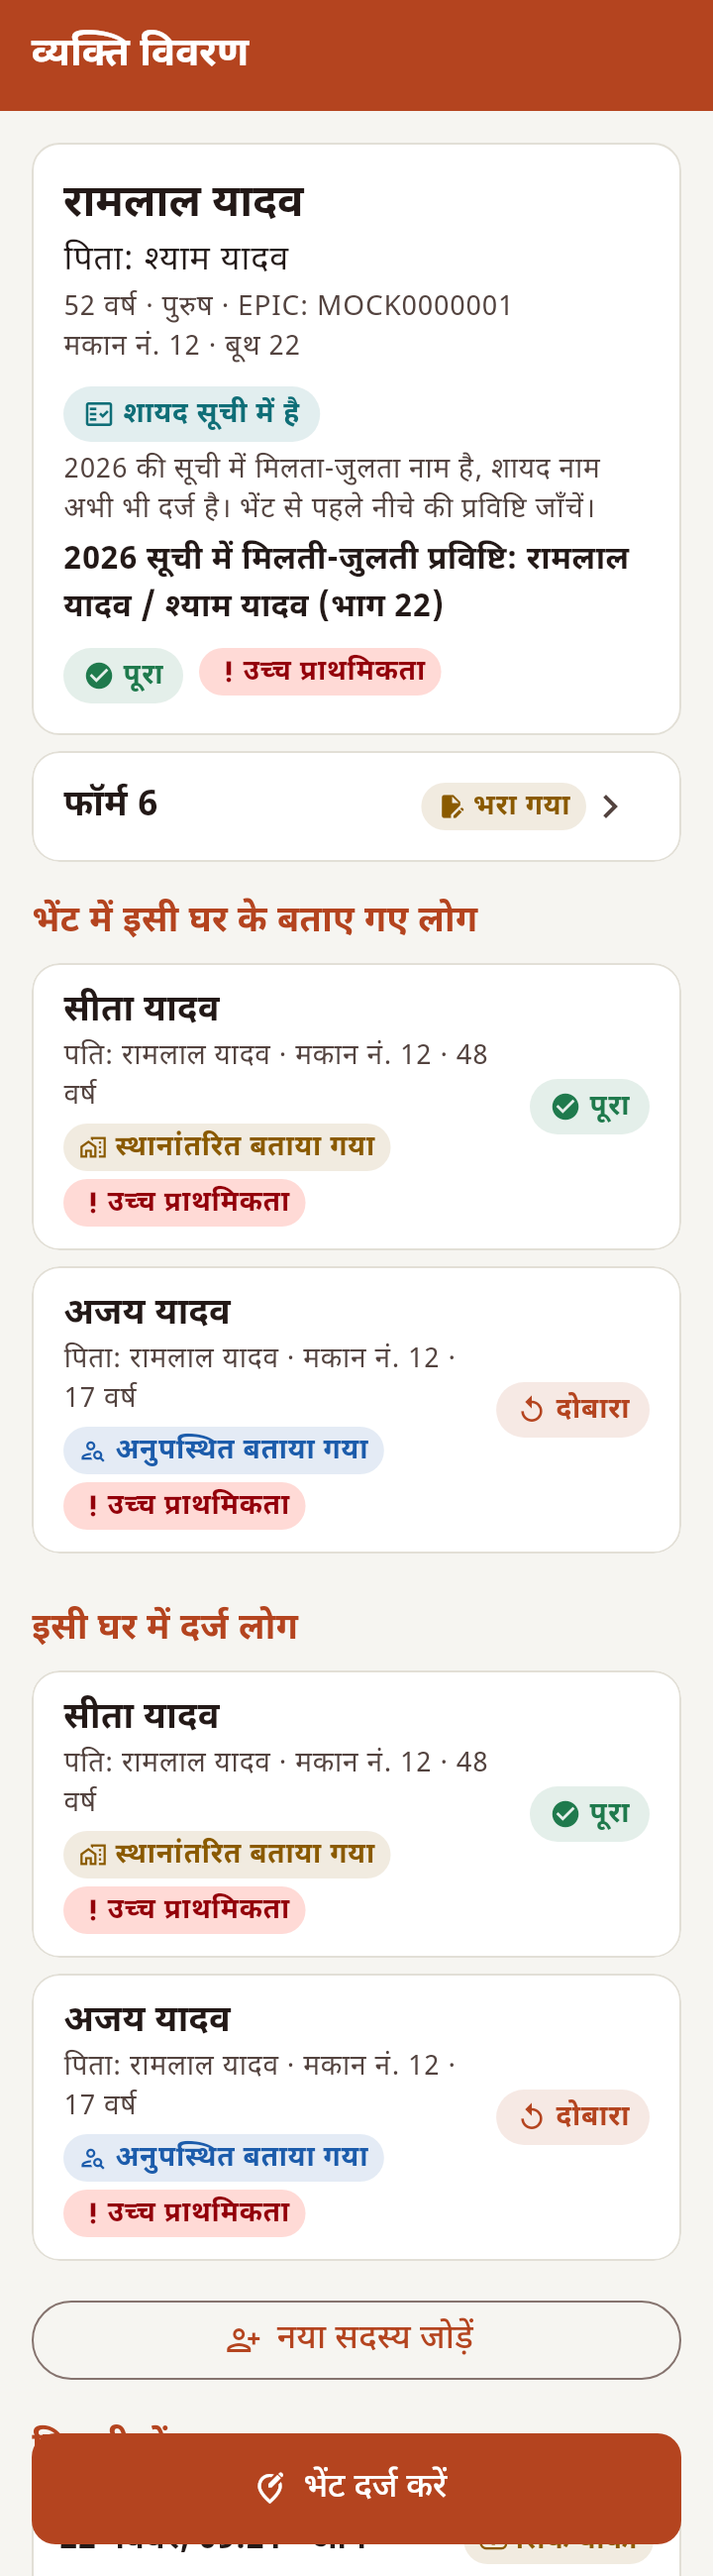 व्यक्ति विवरण
रामलाल यादव
पिता: श्याम यादव
52 वर्ष · पुरुष · EPIC: MOCK0000001
मकान नं. 12 · बूथ 22
शायद सूची में है
2026 की सूची में मिलता-जुलता नाम है, शायद नाम
अभी भी दर्ज है। भेंट से पहले नीचे की प्रविष्टि जाँचें।
2026 सूची में मिलती-जुलती प्रविष्टि: रामलाल
यादव / श्याम यादव (भाग 22)
पूरा ! उच्च प्राथमिकता
फॉर्म 6 भरा गया
भेंट में इसी घर के बताए गए लोग
सीता यादव
पति: रामलाल यादव · मकान नं. 12 · 48
वर्ष
पूरा
स्थानांतरित बताया गया
! उच्च प्राथमिकता
अजय यादव
पिता: रामलाल यादव · मकान नं. 12 ·
17 वर्ष
दोबारा
अनुपस्थित बताया गया
! उच्च प्राथमिकता
इसी घर में दर्ज लोग
सीता यादव
पति: रामलाल यादव · मकान नं. 12 · 48
वर्ष
पूरा
स्थानांतरित बताया गया
! उच्च प्राथमिकता
अजय यादव
पिता: रामलाल यादव · मकान नं. 12 ·
17 वर्ष
दोबारा
अनुपस्थित बताया गया
! उच्च प्राथमिकता
नया सदस्य जोड़ें
भेंट दर्ज करें